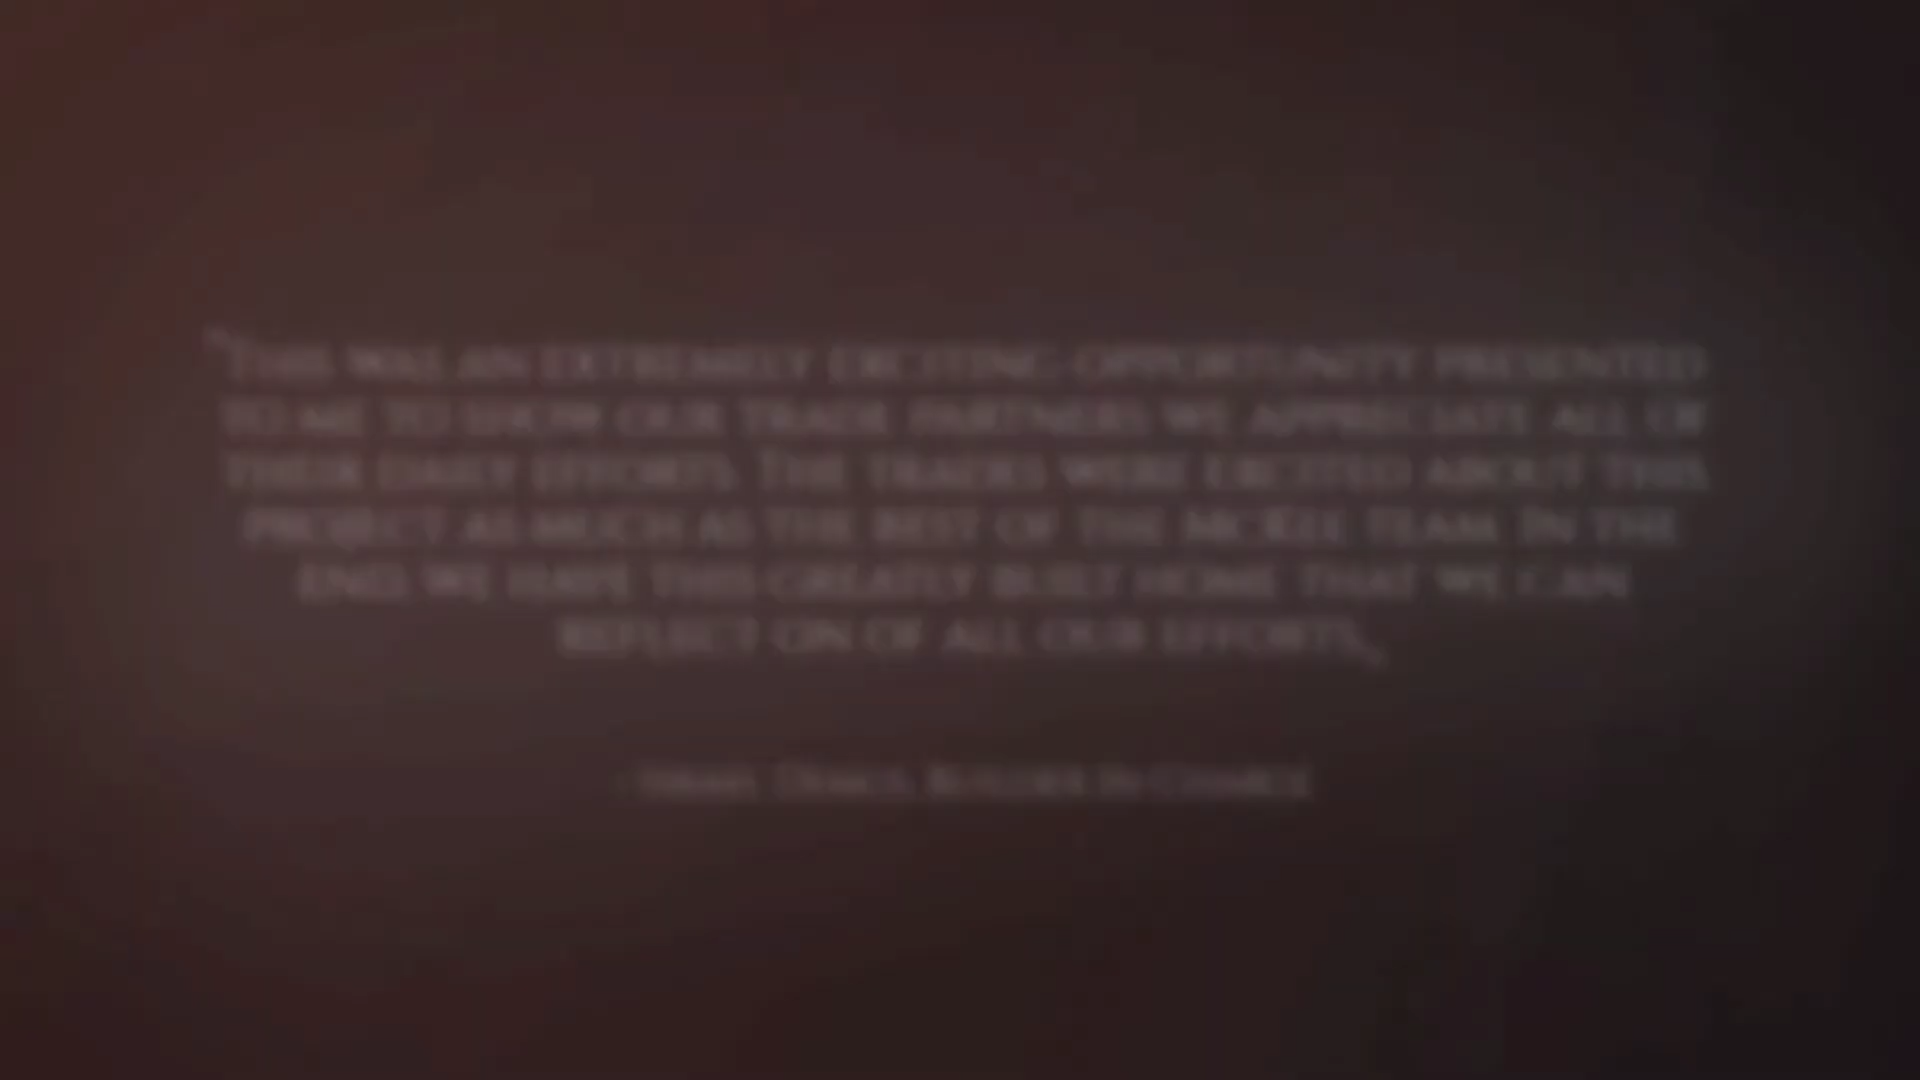 "This was an extremely exciting opportunity presented
to me to show our trade partners we appreciate all of
their daily efforts. The trades were excited about this
project as much as the rest of the McKee team. In the
end, we have this greatly built home that we can
reflect on of all our efforts."
Builder in Charge